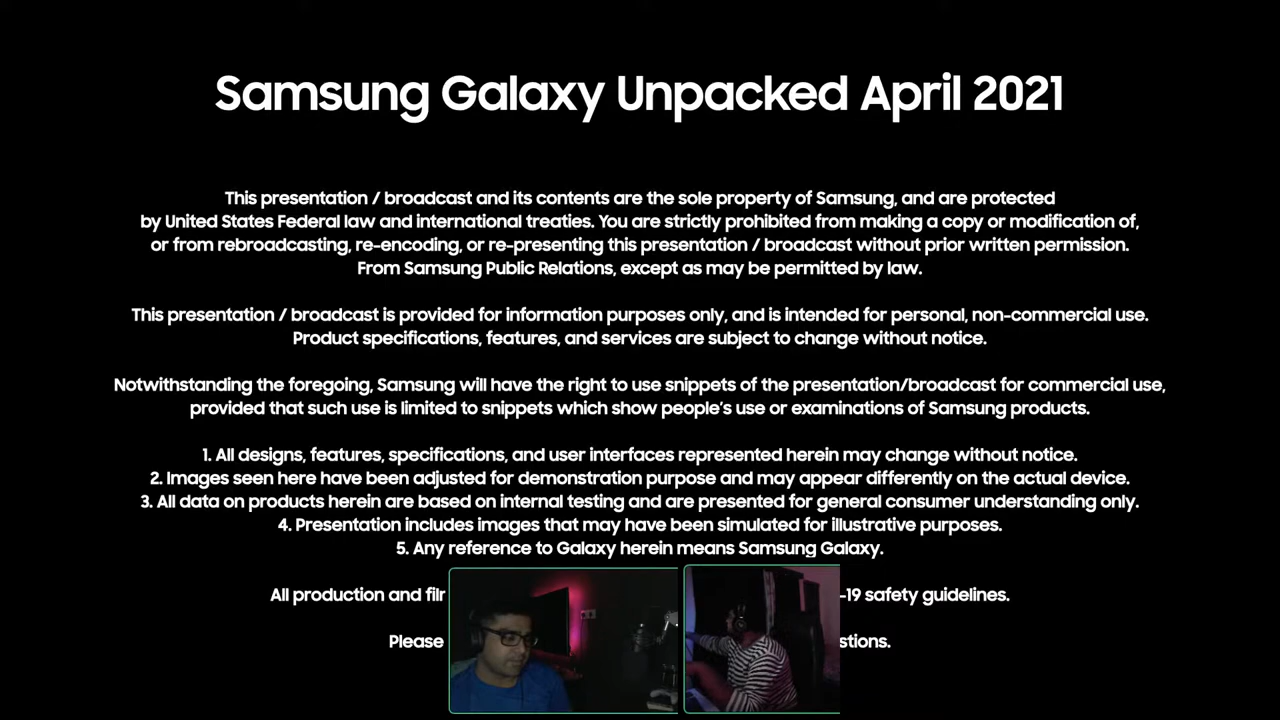 Samsung Galaxy Unpacked April 2021
This presentation / broadcast and its contents are the sole property of Samsung, and are protected
by United States Federal law and international treaties. You are strictly prohibited from making a copy or modification of,
or from rebroadcasting, re-encoding, or re-presenting this presentation / broadcast without prior written permission.
From Samsung Public Relations, except as may be permitted by law.
This presentation / broadcast is provided for information purposes only, and is intended for personal, non-commercial use.
Product specifications, features, and services are subject to change without notice.
Notwithstanding the foregoing, Samsung will have the right to use snippets of the presentation/broadcast for commercial use,
provided that such use is limited to snippets which show people's use or examinations of Samsung products.
1. All designs, features, specifications, and user interfaces represented herein may change without notice.
2. Images seen here have been adjusted for demonstration purpose and may appear differently on the actual device.
3. All data on products herein are based on internal testing and are presented for general consumer understanding only.
4. Presentation includes images that may have been simulated for illustrative purposes.
5. Any reference to Galaxy herein means Samsung Galaxy.
All production and -19 safety guidelines.
Please